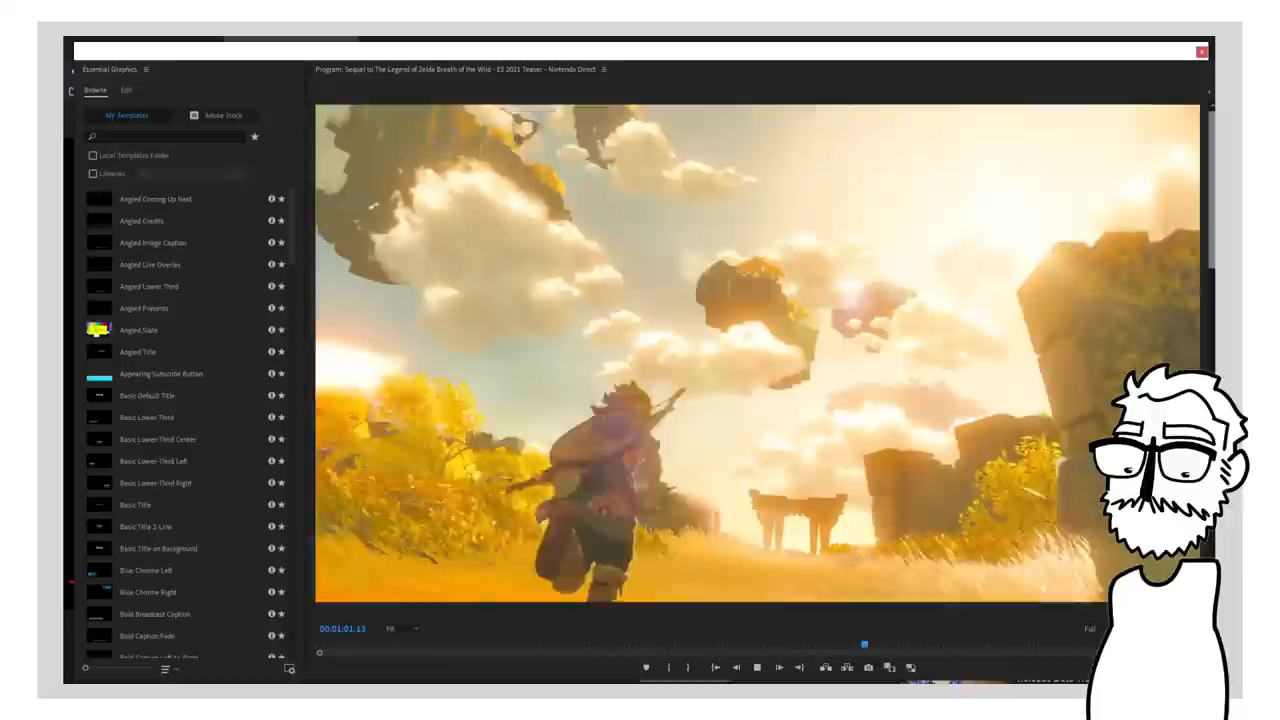 Essential Graphics
Program: Sequel to The Legend of Zelda Breath of the Wild - E3 2021 Teaser - Nintendo Direct
Browse Edit
My Templates Adobe Stock
Local Templates Folder
Libraries
Angled Coming Up Next
Angled Credits
Angled Image Caption
Angled Live Overlay
Angled Lower Third
Angled Presents
Angled Slate
Angled Title
Appearing Subscribe Button
Basic Default Title
Basic Lower Third
Basic Lower-Third Center
Basic Lower-Third Left
Basic Lower-Third Right
Basic Title
Basic Title 2-Line
Basic Title on Background
Blue Chrome Left
Blue Chrome Right
Bold Broadcast Caption
Bold Caption Fade
00:01:01:13 Fit Full